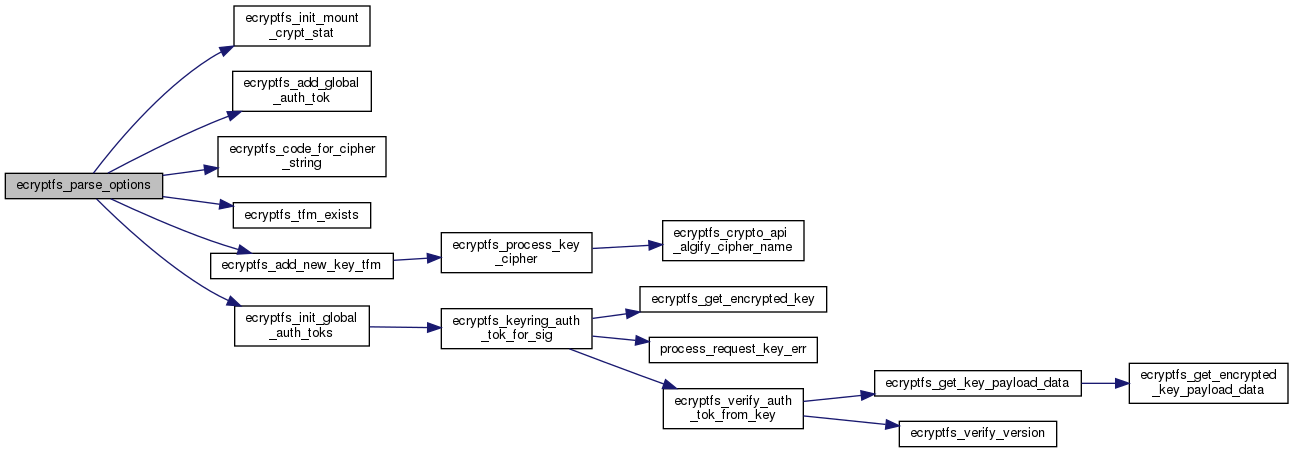 ecryptfs_init_mount
_crypt_stat
ecryptfs_add_global
_auth_tok
ecryptfs_code_for_cipher
_string
ecryptfs_parse_options
ecryptfs_tfm_exists
ecryptfs_add_new_key_tfm
ecryptfs_process_key
_cipher
ecryptfs_crypto_api
_algify_cipher_name
ecryptfs_init_global
_auth_toks
ecryptfs_keyring_auth
_tok_for_sig
ecryptfs_get_encrypted_key
process_request_key_err
ecryptfs_verify_auth
_tok_from_key
ecryptfs_get_key_payload_data
ecryptfs_get_encrypted
_key_payload_data
ecryptfs_verify_version